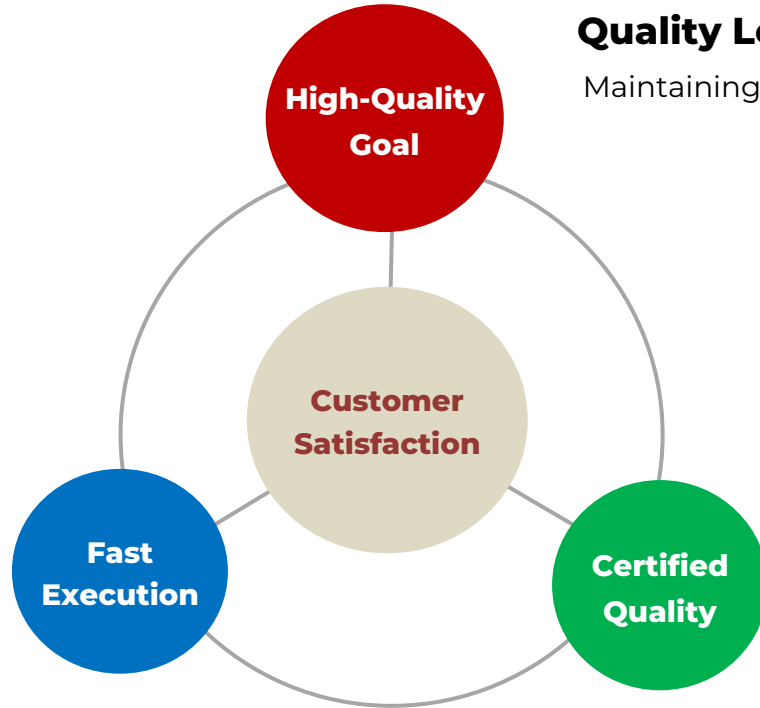 Quality
Maintaining
High-Quality
Goal
Customer
Satisfaction
Fast
Execution
Certified
Quality